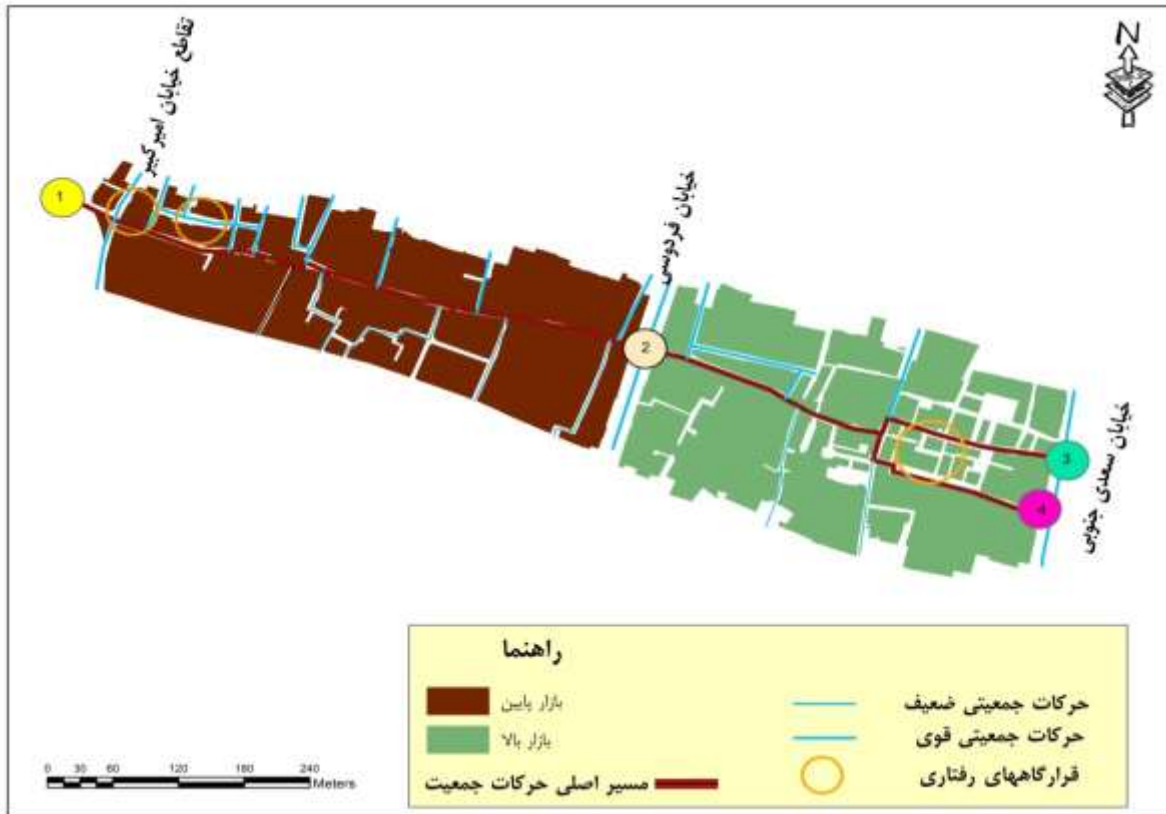 تقاطع خیابان امیرکبیر
N
خیابان فردوسی
1
2
3
4
خیابان سعدی جنوبی
راهنما
بازار پایین
بازار بالا
مسیر اصلی حرکات جمعیت
حرکات جمعیتی ضعیف
حرکات جمعیتی قوی
قرارگاههای رفتاری
0 30 60 120 180 240
Meters